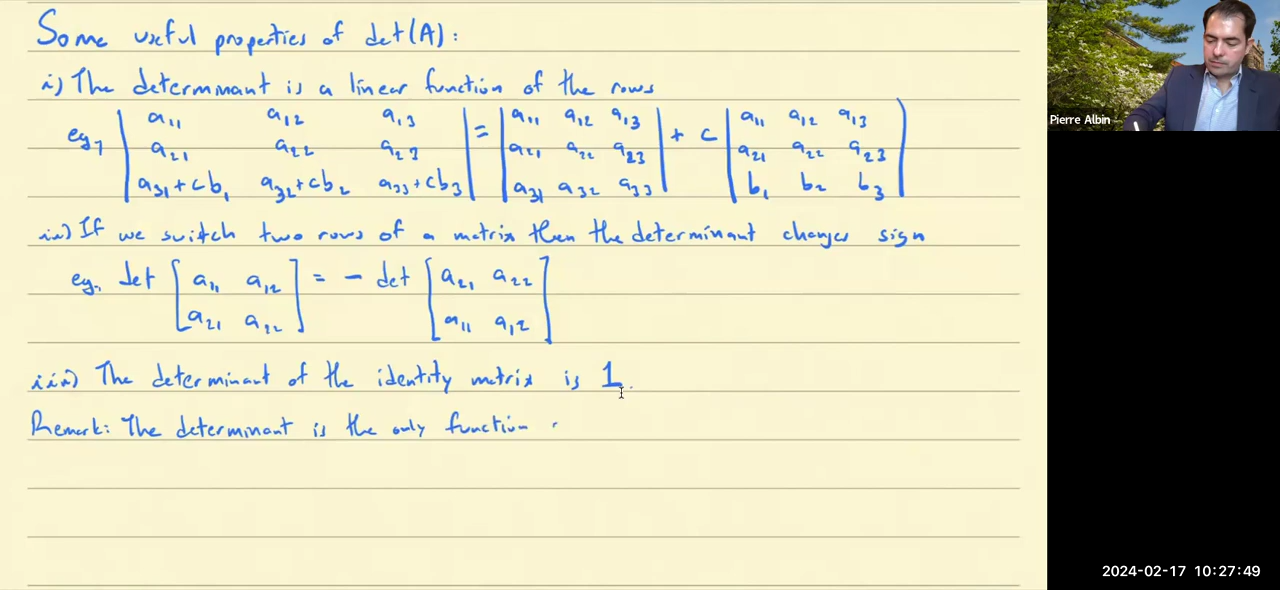 Some useful properties of det(A):
i) The determinant is a linear function of the rows
eg, | a11 a12 a13 | = | a11 a12 a13 | + c | a11 a12 a13 |
| a21 a22 a23 | | a21 a22 a23 | | a21 a22 a23 |
| a31+cb1 a32+cb2 a33+cb3 | | a31 a32 a33 | | b1 b2 b3 |
ii) If we switch two rows of a matrix then the determinant changes sign
eg, det [ a11 a12 ] = - det [ a21 a22 ]
[ a21 a22 ] [ a11 a12 ]
iii) The determinant of the identity matrix is 1.
Remark: The determinant is the only function
Pierre Albin
2024-02-17 10:27:49